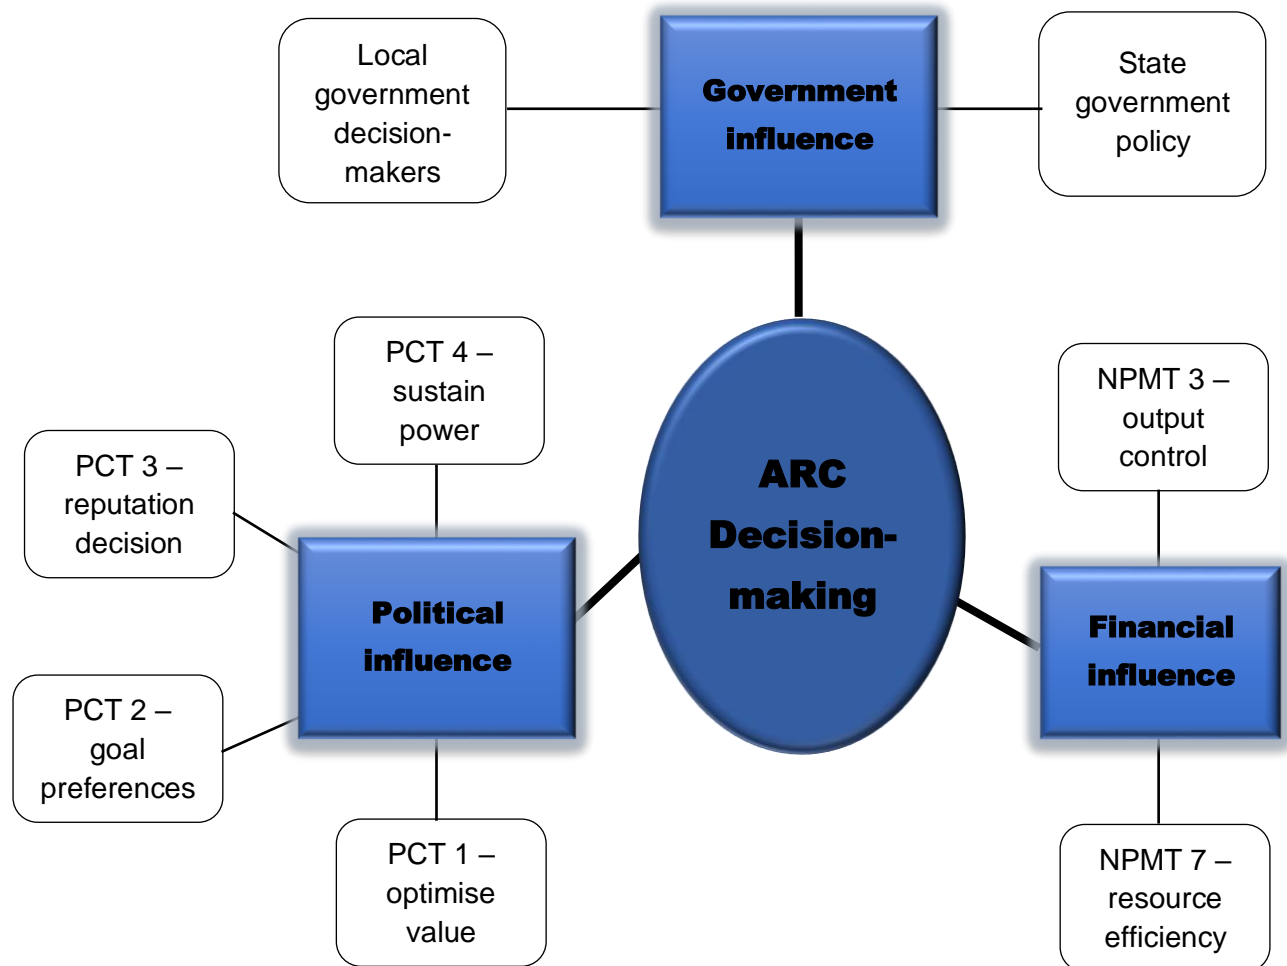 Local
government
decision-
makers
Government
influence
State
government
policy
PCT 4 –
sustain
power
NPMT 3 –
output
control
PCT 3 –
reputation
decision
ARC
Decision-
making
Political
influence
Financial
influence
PCT 2 –
goal
preferences
PCT 1 –
optimise
value
NPMT 7 –
resource
efficiency